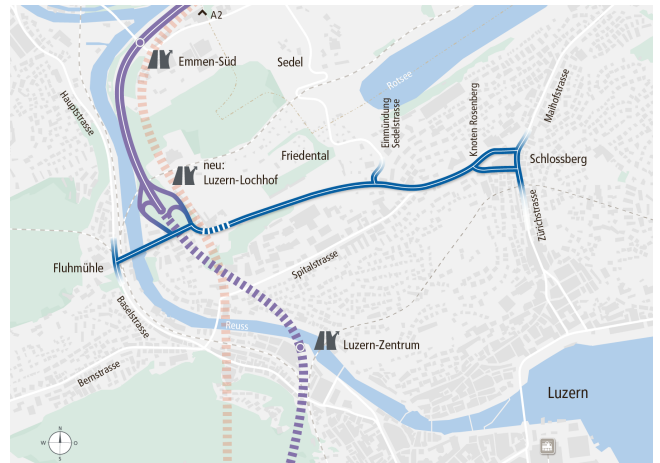 A2
Emmen-Süd
Sedel
Rotsee
Hauptstrasse
Maihofstrasse
Einmündung
Sedelstrasse
Knoten Rosenberg
neu:
Luzern-Lochhof
Friedental
Schlossberg
Zürichstrasse
Fluhmühle
Spitalstrasse
Baselstrasse
Reuss
Luzern-Zentrum
Bernstrasse
Luzern
N
W O
S